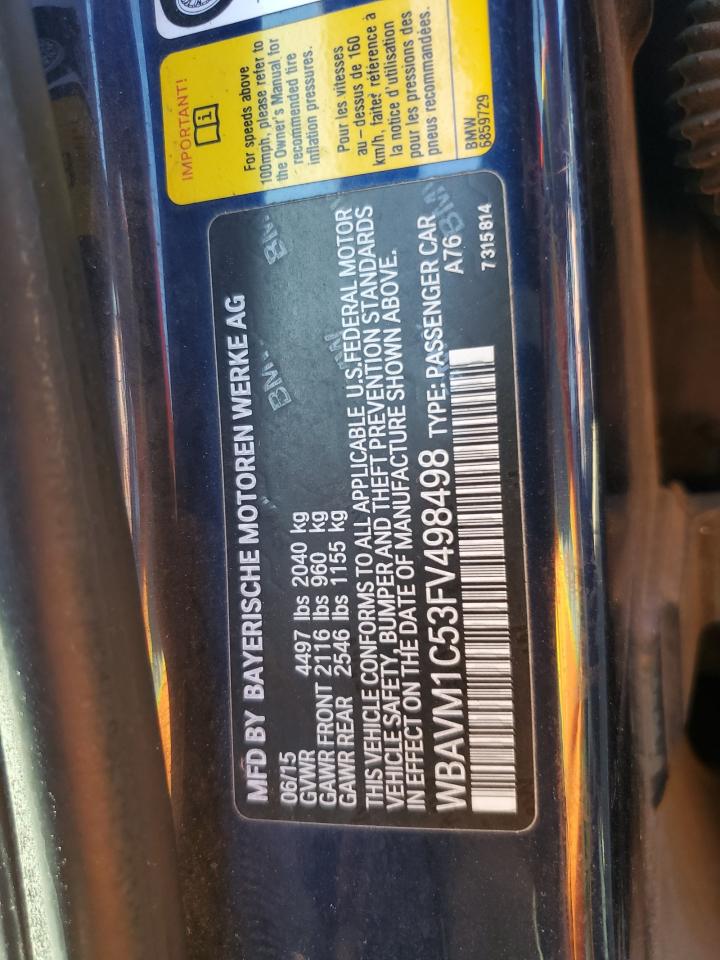 MFD BY BAYERISCHE MOTOREN WERKE AG
06/15
GVWR 4497 lbs 2040 kg
GAWR FRONT 2116 lbs 960 kg
GAWR REAR 2546 lbs 1155 kg
THIS VEHICLE CONFORMS TO ALL APPLICABLE U.S.FEDERAL MOTOR
VEHICLE SAFETY, BUMPER AND THEFT PREVENTION STANDARDS
IN EFFECT ON THE DATE OF MANUFACTURE SHOWN ABOVE.
WBAVM1C53FV498498 TYPE: PASSENGER CAR
A76
7 315 814
IMPORTANT!
For speeds above
100mph, please refer to
the Owner's Manual for
recommended tire
inflation pressures.
Pour les vitesses
au-dessus de 160
km/h, faites référence à
la notice d'utilisation
pour les pressions des
pneus recommandées.
BMW
6859729